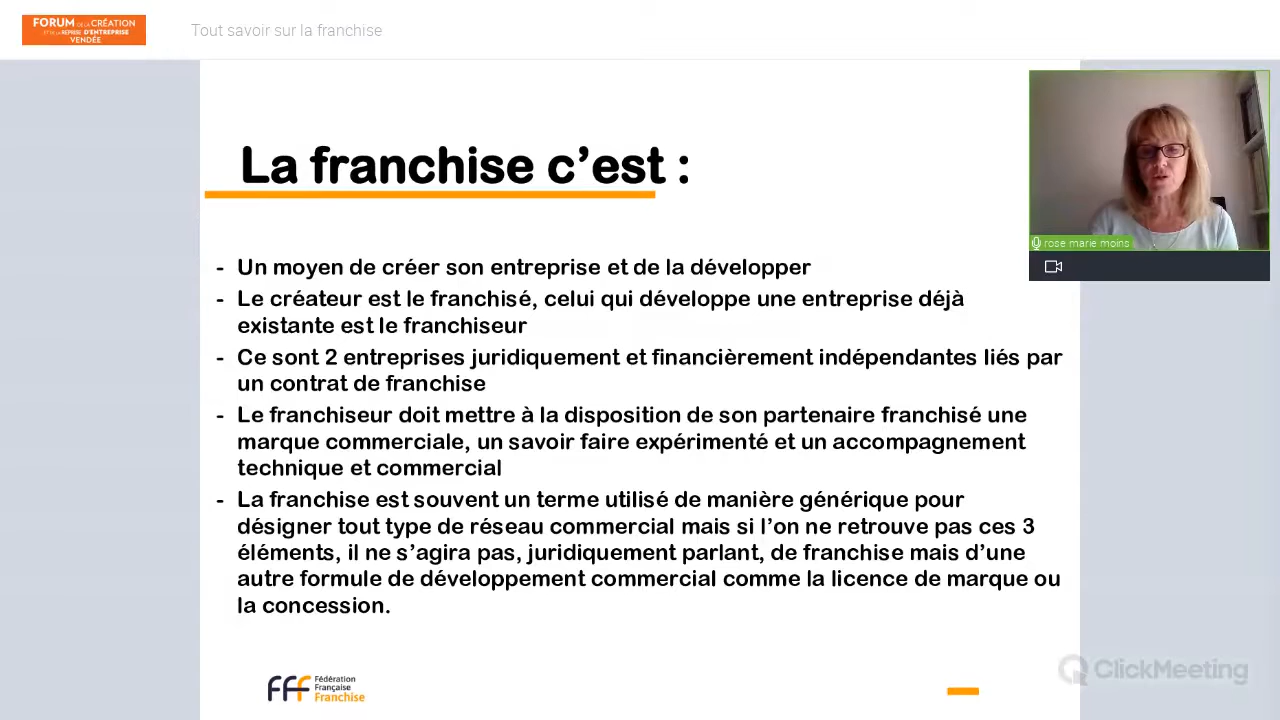 FORUM DE LA CRÉATION
ET DE LA REPRISE D'ENTREPRISE
VENDÉE
Tout savoir sur la franchise
La franchise c'est :
rose marie moins
- Un moyen de créer son entreprise et de la développer
- Le créateur est le franchisé, celui qui développe une entreprise déjà
existante est le franchiseur
- Ce sont 2 entreprises juridiquement et financièrement indépendantes liés par
un contrat de franchise
- Le franchiseur doit mettre à la disposition de son partenaire franchisé une
marque commerciale, un savoir faire expérimenté et un accompagnement
technique et commercial
- La franchise est souvent un terme utilisé de manière générique pour
désigner tout type de réseau commercial mais si l'on ne retrouve pas ces 3
éléments, il ne s'agira pas, juridiquement parlant, de franchise mais d'une
autre formule de développement commercial comme la licence de marque ou
la concession.
FFF Fédération
Française
Franchise
ClickMeeting